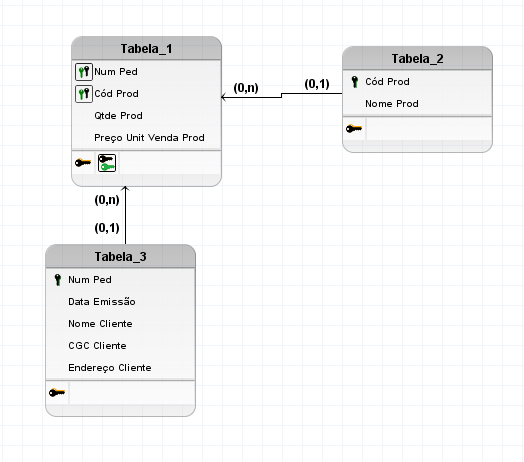 Tabela_1
Num Ped
Cód Prod
Qtde Prod
Preço Unit Venda Prod
(0,n)
(0,1)
Tabela_2
Cód Prod
Nome Prod
(0,n)
(0,1)
Tabela_3
Num Ped
Data Emissão
Nome Cliente
CGC Cliente
Endereço Cliente